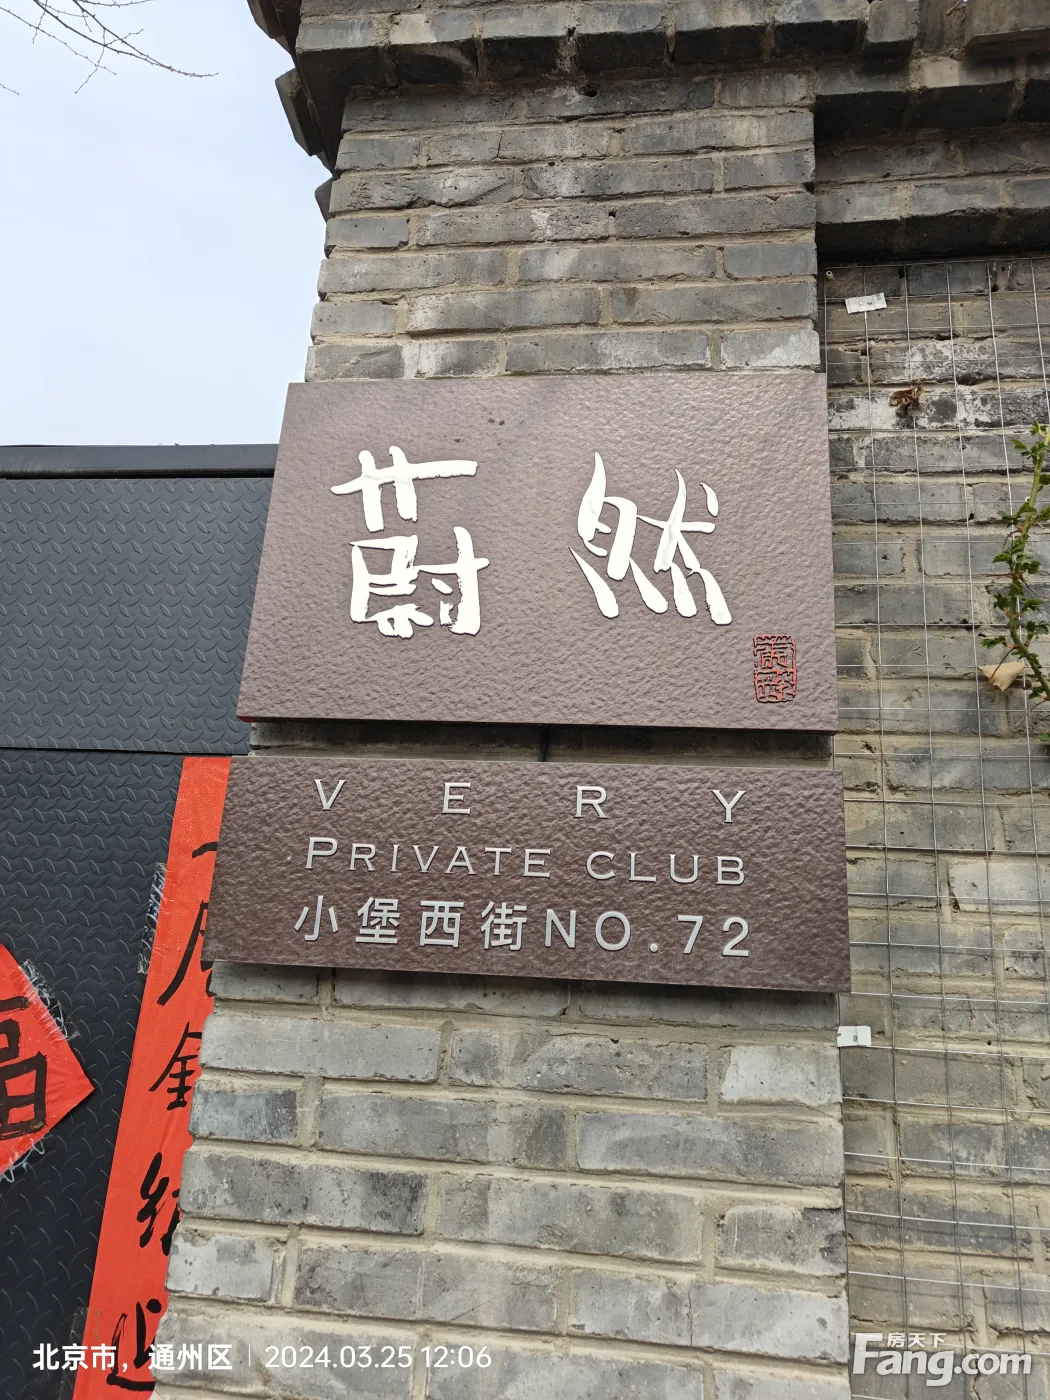 蔚然
V E R Y
PRIVATE CLUB
小堡西街NO.72
福
北京市，通州区 | 2024.03.25 12:06
房天下
Fang.com